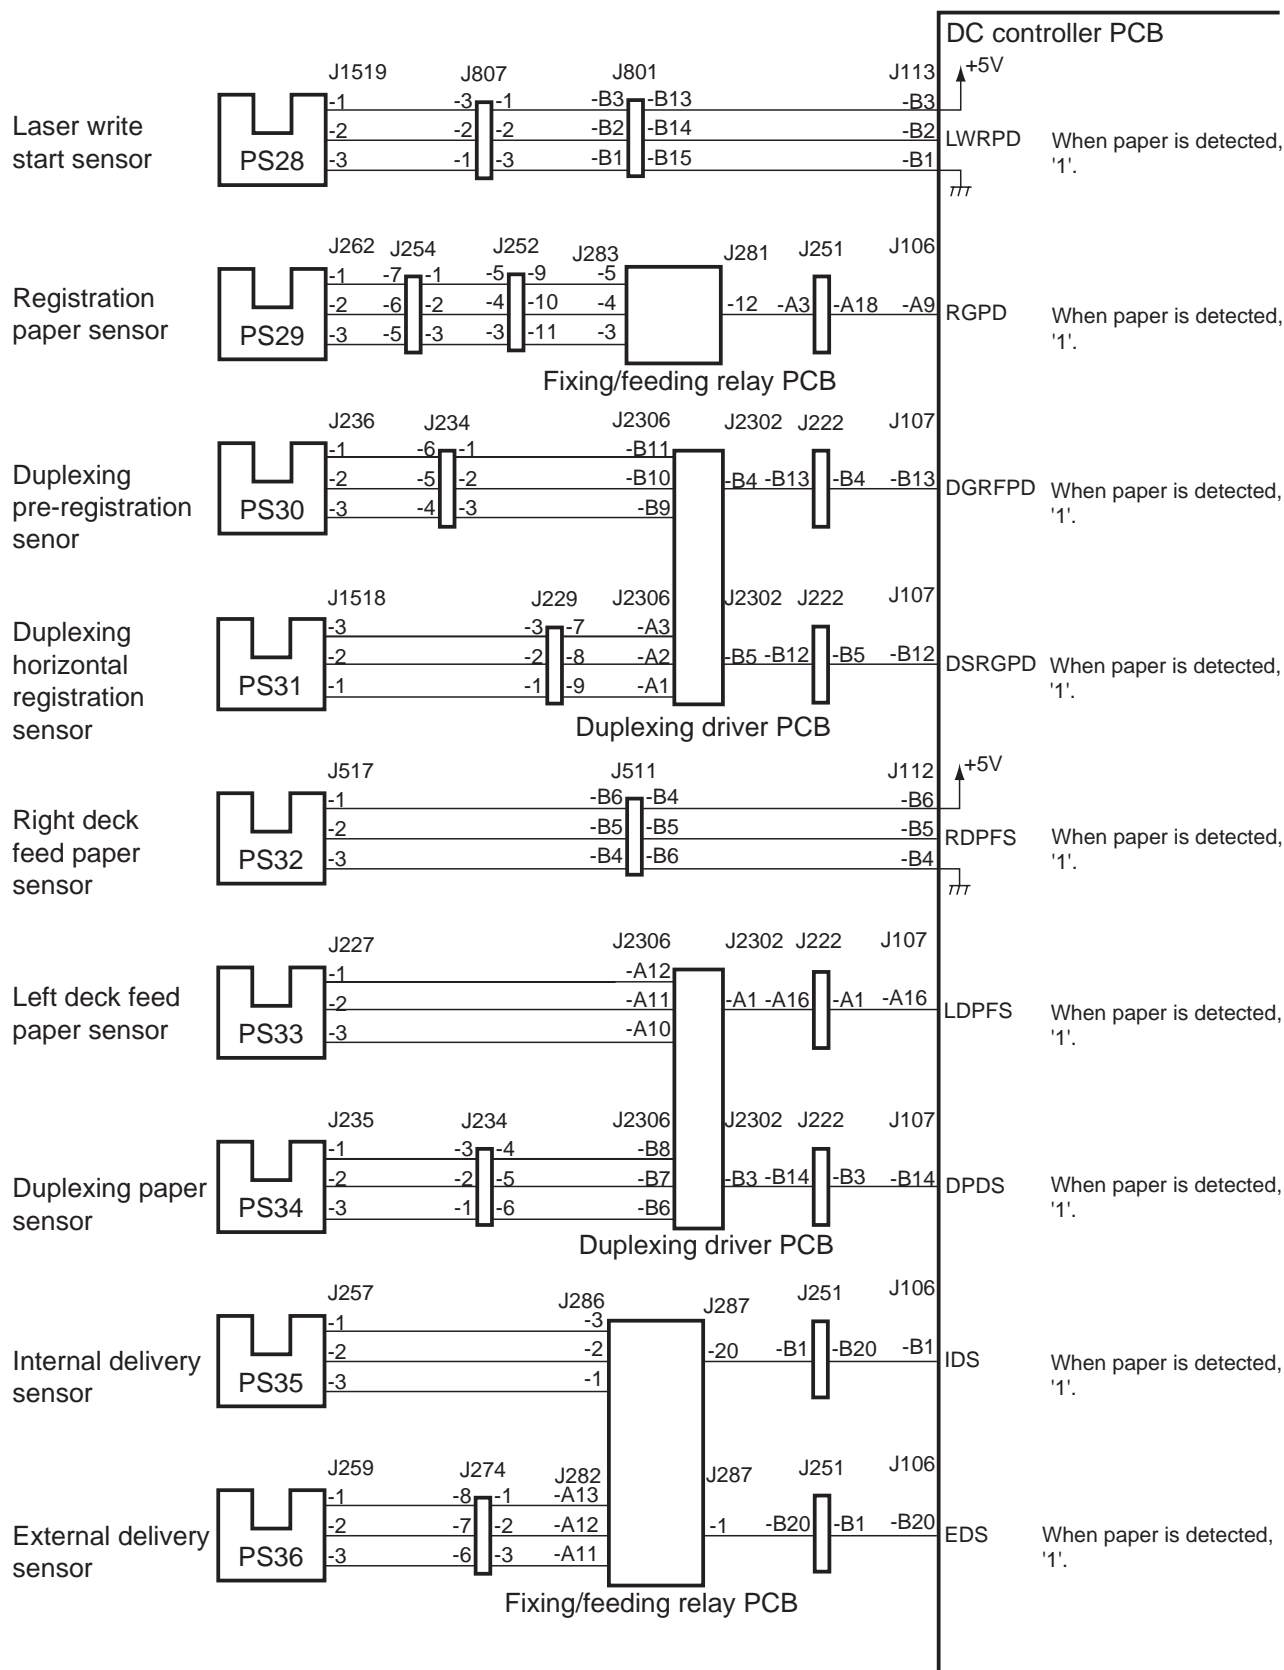 DC controller PCB
J1519 J807 J801 J113 +5V
-1 -3 -1 -B3 -B13 -B3
Laser write
start sensor
PS28
-2 -2 -2 -B2 -B14 -B2 LWRPD When paper is detected,
'1'.
-3 -1 -3 -B1 -B15 -B1
J262 J254 J252 J283 J281 J251 J106
-1 -7 -1 -5 -9 -5
Registration
paper sensor
PS29
-2 -6 -2 -4 -10 -4 -12 -A3 -A18 -A9 RGPD When paper is detected,
'1'.
-3 -5 -3 -3 -11 -3
Fixing/feeding relay PCB
J236 J234 J2306 J2302 J222 J107
-1 -6 -1 -B11
Duplexing
pre-registration
senor
PS30
-2 -5 -2 -B10 -B4 -B13 -B4 -B13 DGRFPD When paper is detected,
'1'.
-3 -4 -3 -B9
J1518 J229 J2306 J2302 J222 J107
-3 -3 -7 -A3
Duplexing
horizontal
registration
sensor
PS31
-2 -2 -8 -A2 -B5 -B12 -B5 -B12 DSRGPD When paper is detected,
'1'.
-1 -1 -9 -A1
Duplexing driver PCB
J517 J511 J112 +5V
-1 -B6 -B4 -B6
Right deck
feed paper
sensor
PS32
-2 -B5 -B5 -B5 RDPFS When paper is detected,
'1'.
-3 -B4 -B6 -B4
J227 J2306 J2302 J222 J107
-1 -A12
Left deck feed
paper sensor
PS33
-2 -A11 -A1 -A16 -A1 -A16 LDPFS When paper is detected,
'1'.
-3 -A10
J235 J234 J2306 J2302 J222 J107
-1 -3 -4 -B8
Duplexing paper
sensor
PS34
-2 -2 -5 -B7 -B3 -B14 -B3 -B14 DPDS When paper is detected,
'1'.
-3 -1 -6 -B6
Duplexing driver PCB
J257 J286 J287 J251 J106
-1 -3
Internal delivery
sensor
PS35
-2 -2 -20 -B1 -B20 -B1 IDS When paper is detected,
'1'.
-3 -1
J259 J274 J282 J287 J251 J106
-1 -8 -1 -A13
External delivery
sensor
PS36
-2 -7 -2 -A12 -1 -B20 -B1 -B20 EDS When paper is detected,
'1'.
-3 -6 -3 -A11
Fixing/feeding relay PCB